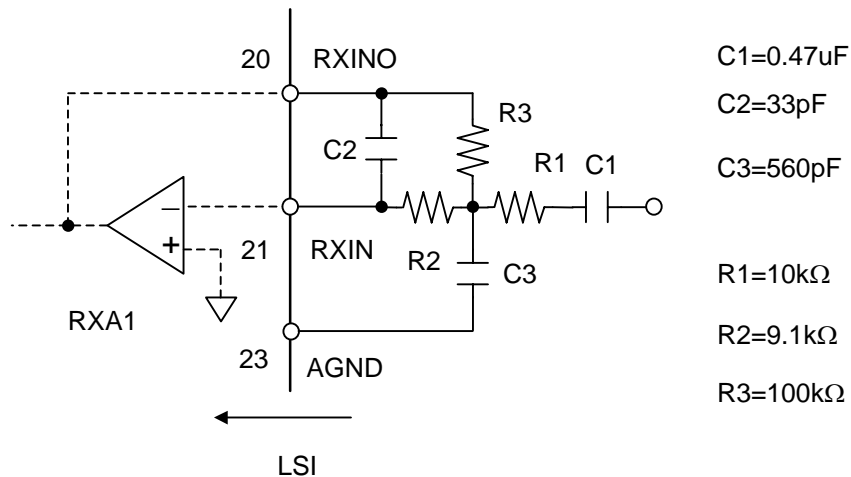 20 RXINO
C1=0.47uF
C2=33pF
R3
C2
R1 C1
C3=560pF
−
+
21 RXIN
R2
C3
R1=10kΩ
RXA1
R2=9.1kΩ
23 AGND
R3=100kΩ
LSI